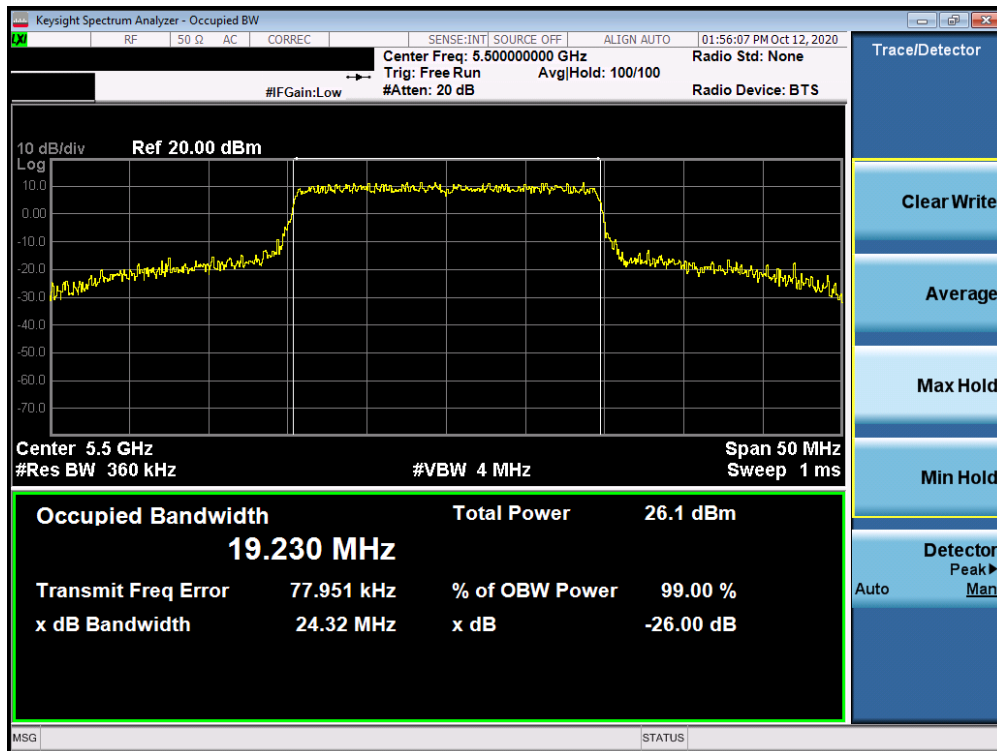 Keysight Spectrum Analyzer - Occupied BW
LXI RF 50 Ω AC CORREC SENSE:INT SOURCE OFF ALIGN AUTO 01:56:07 PM Oct 12, 2020
Center Freq: 5.500000000 GHz Radio Std: None
Trig: Free Run Avg|Hold: 100/100
#IFGain:Low #Atten: 20 dB Radio Device: BTS
10 dB/div Ref 20.00 dBm
Log
10.0
0.00
-10.0
-20.0
-30.0
-40.0
-50.0
-60.0
-70.0
Center 5.5 GHz Span 50 MHz
#Res BW 360 kHz #VBW 4 MHz Sweep 1 ms
Occupied Bandwidth Total Power 26.1 dBm
19.230 MHz
Transmit Freq Error 77.951 kHz % of OBW Power 99.00 %
x dB Bandwidth 24.32 MHz x dB -26.00 dB
Trace/Detector
Clear Write
Average
Max Hold
Min Hold
Detector
Peak▶
Auto Man
MSG STATUS